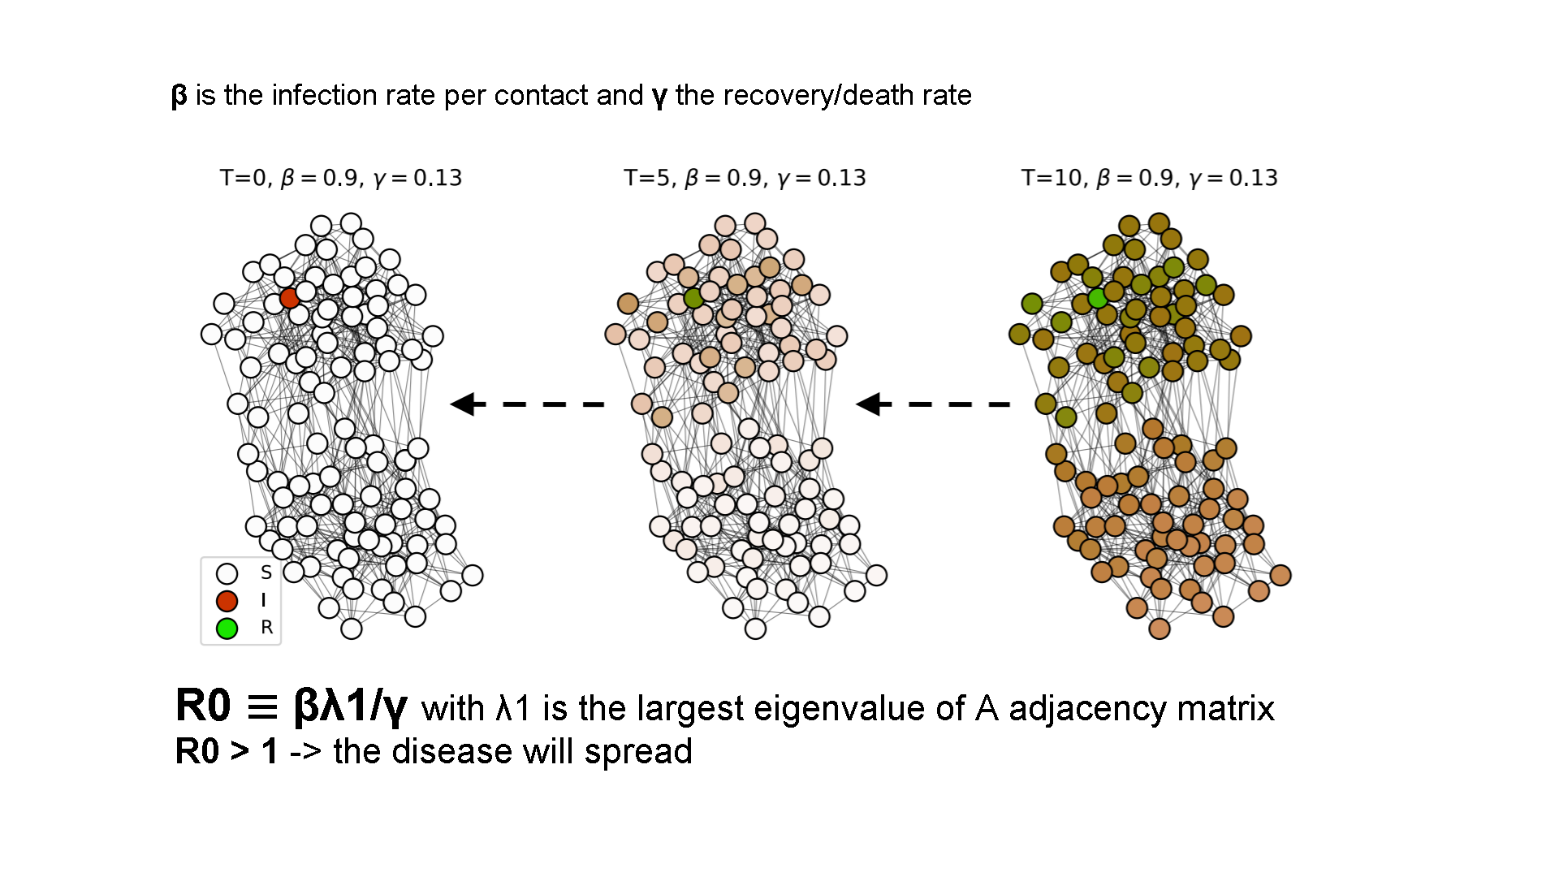 β is the infection rate per contact and γ the recovery/death rate
T=0, β = 0.9, γ = 0.13
T=5, β = 0.9, γ = 0.13
T=10, β = 0.9, γ = 0.13
S
I
R
R0 ≡ βλ1/γ with λ1 is the largest eigenvalue of A adjacency matrix
R0 > 1 -> the disease will spread